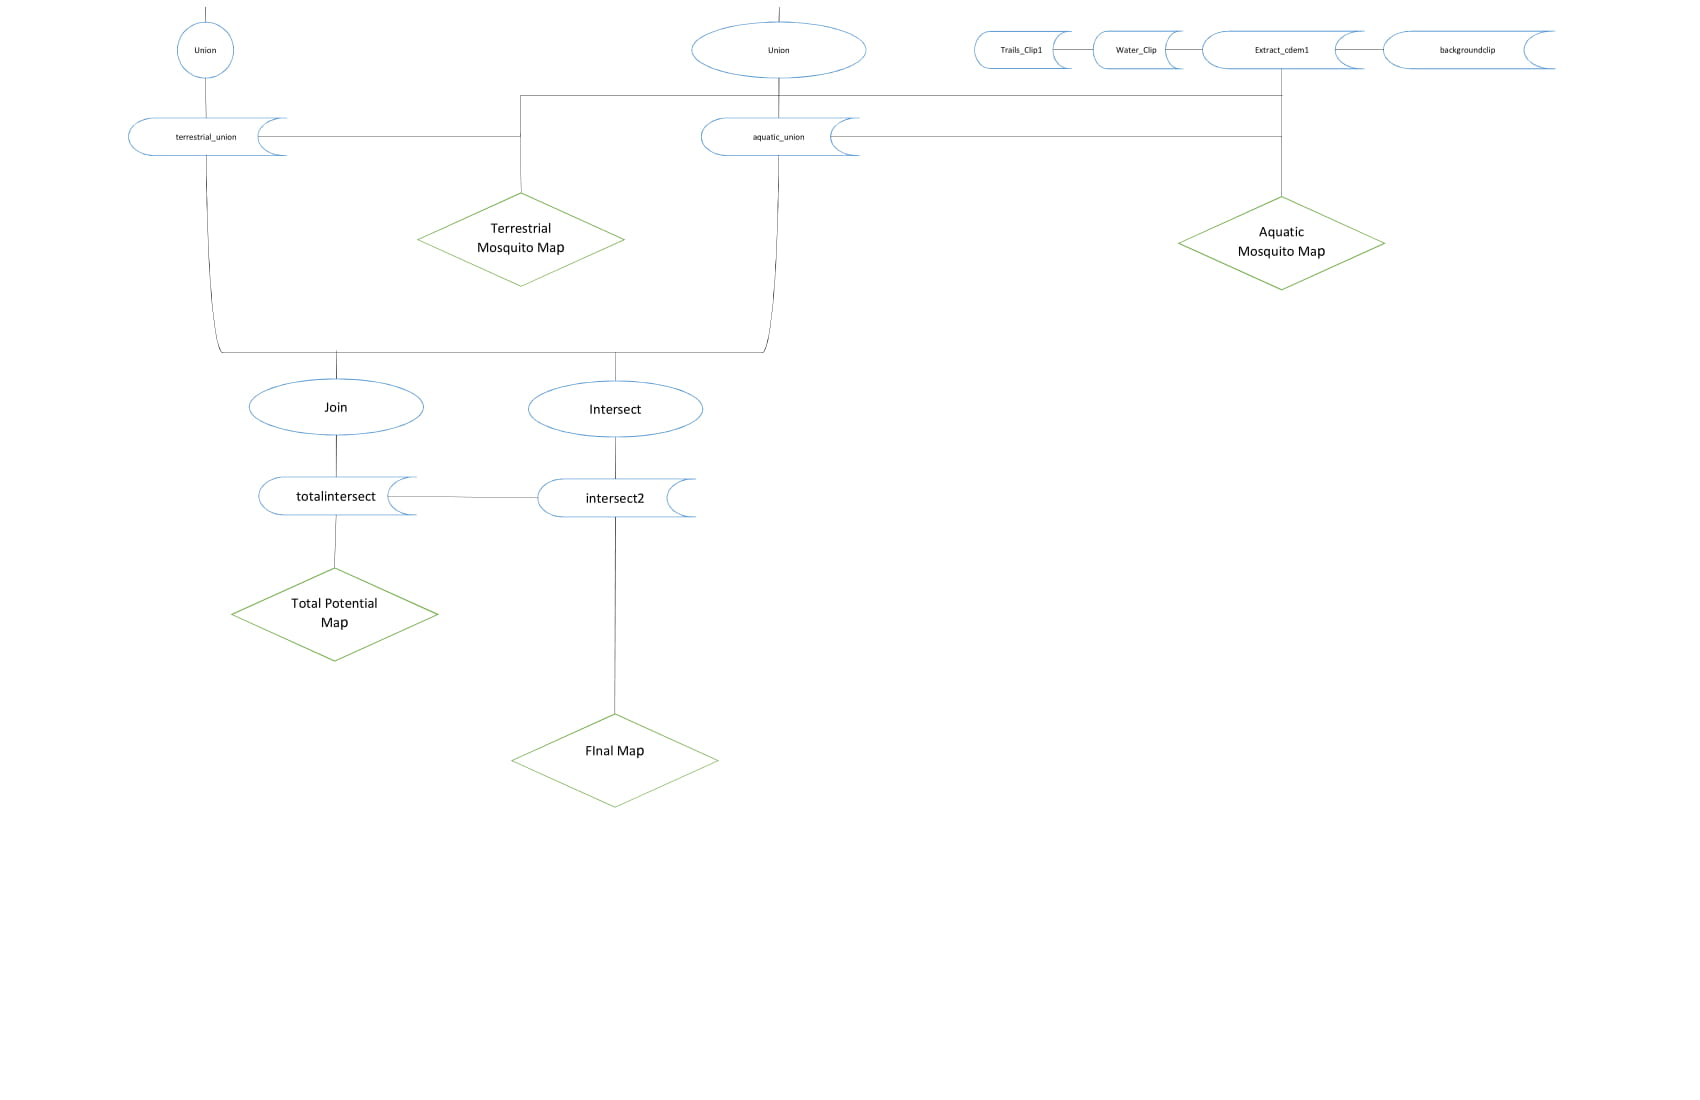 Union
Union
Trails_Clip1
Water_Clip
Extract_cdem1
backgroundclip
terrestrial_union
aquatic_union
Terrestrial
Mosquito Map
Aquatic
Mosquito Map
Join
Intersect
totalintersect
intersect2
Total Potential
Map
FInal Map